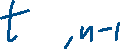 t , n-1